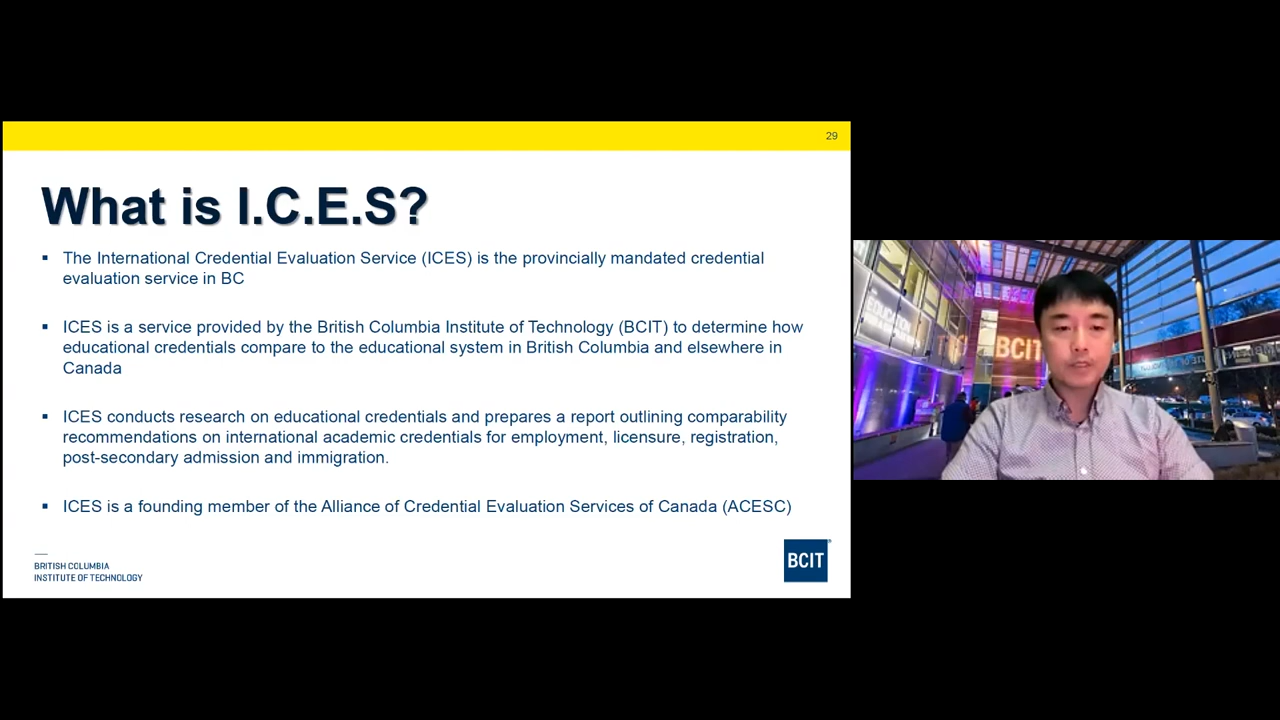 29
What is I.C.E.S?
▪ The International Credential Evaluation Service (ICES) is the provincially mandated credential
evaluation service in BC
▪ ICES is a service provided by the British Columbia Institute of Technology (BCIT) to determine how
educational credentials compare to the educational system in British Columbia and elsewhere in
Canada
▪ ICES conducts research on educational credentials and prepares a report outlining comparability
recommendations on international academic credentials for employment, licensure, registration,
post-secondary admission and immigration.
▪ ICES is a founding member of the Alliance of Credential Evaluation Services of Canada (ACESC)
BRITISH COLUMBIA
INSTITUTE OF TECHNOLOGY
BCIT®
EDUCATION
BCIT